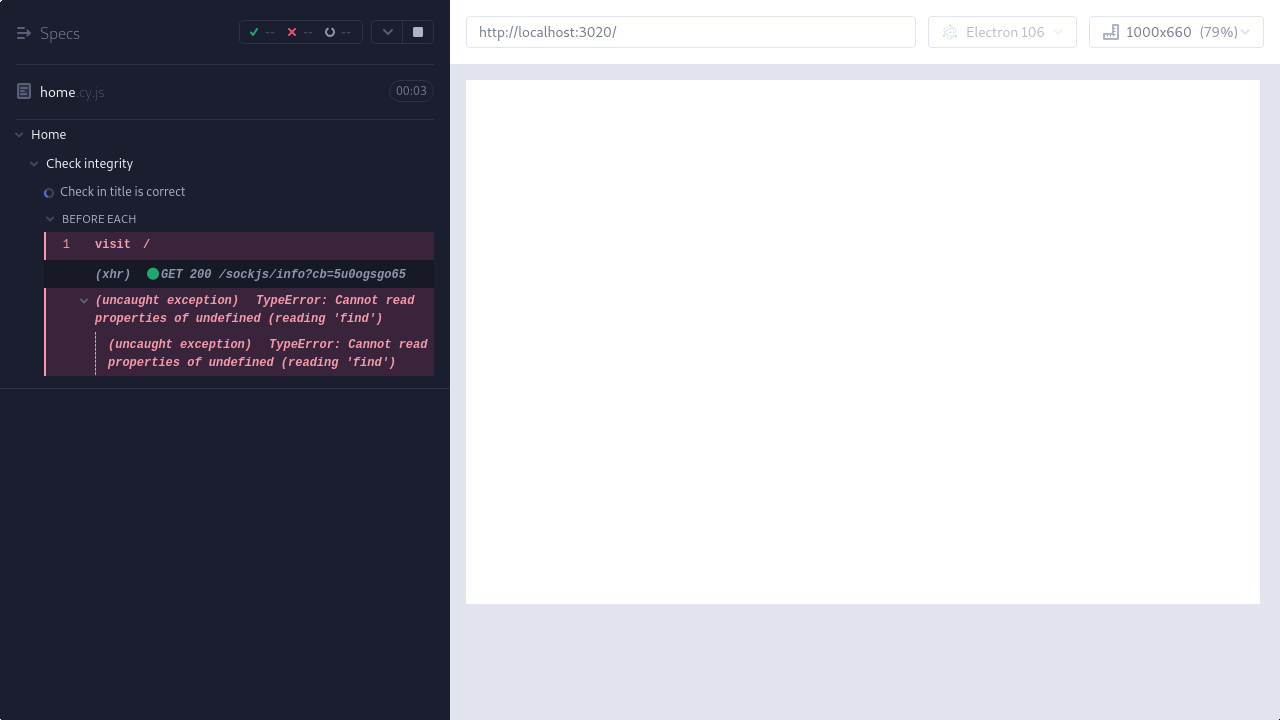 Specs
-- -- --
home.cy.js
00:03
Home
Check integrity
Check in title is correct
BEFORE EACH
1 visit /
(xhr) GET 200 /sockjs/info?cb=5u0ogsgo65
(uncaught exception) TypeError: Cannot read
properties of undefined (reading 'find')
(uncaught exception) TypeError: Cannot read
properties of undefined (reading 'find')
http://localhost:3020/
Electron 106
1000x660 (79%)